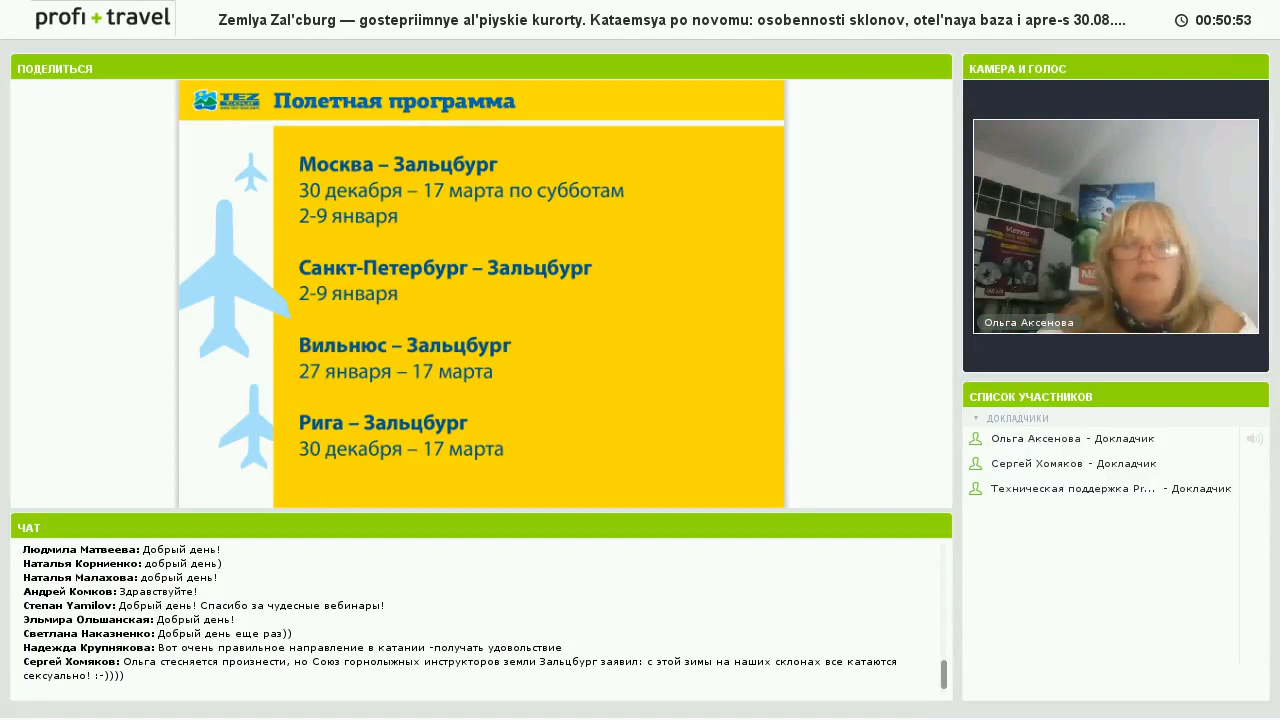 profi + travel
Zemlya Zal'cburg — gostepriimnye al'piyskie kurorty. Kataemsya po novomu: osobennosti sklonov, otel'naya baza i apre-s 30.08....
00:50:53
ПОДЕЛИТЬСЯ
TEZ TOUR
Полетная программа
Москва – Зальцбург
30 декабря – 17 марта по субботам
2-9 января
Санкт-Петербург – Зальцбург
2-9 января
Вильнюс – Зальцбург
27 января – 17 марта
Рига – Зальцбург
30 декабря – 17 марта
КАМЕРА И ГОЛОС
Vienna
Ольга Аксенова
СПИСОК УЧАСТНИКОВ
ДОКЛАДЧИКИ
Ольга Аксенова - Докладчик
Сергей Хомяков - Докладчик
Техническая поддержка Pr... - Докладчик
ЧАТ
Людмила Матвеева: Добрый день!
Наталья Корниенко: добрый день)
Наталья Малахова: добрый день!
Андрей Комков: Здравствуйте!
Степан Yamilov: Добрый день! Спасибо за чудесные вебинары!
Эльмира Ольшанская: Добрый день!
Светлана Наказненко: Добрый день еще раз))
Надежда Крупнякова: Вот очень правильное направление в катании -получать удовольствие
Сергей Хомяков: Ольга стесняется произнести, но Союз горнолыжных инструкторов земли Зальцбург заявил: с этой зимы на наших склонах все катаются
сексуально! :-))))